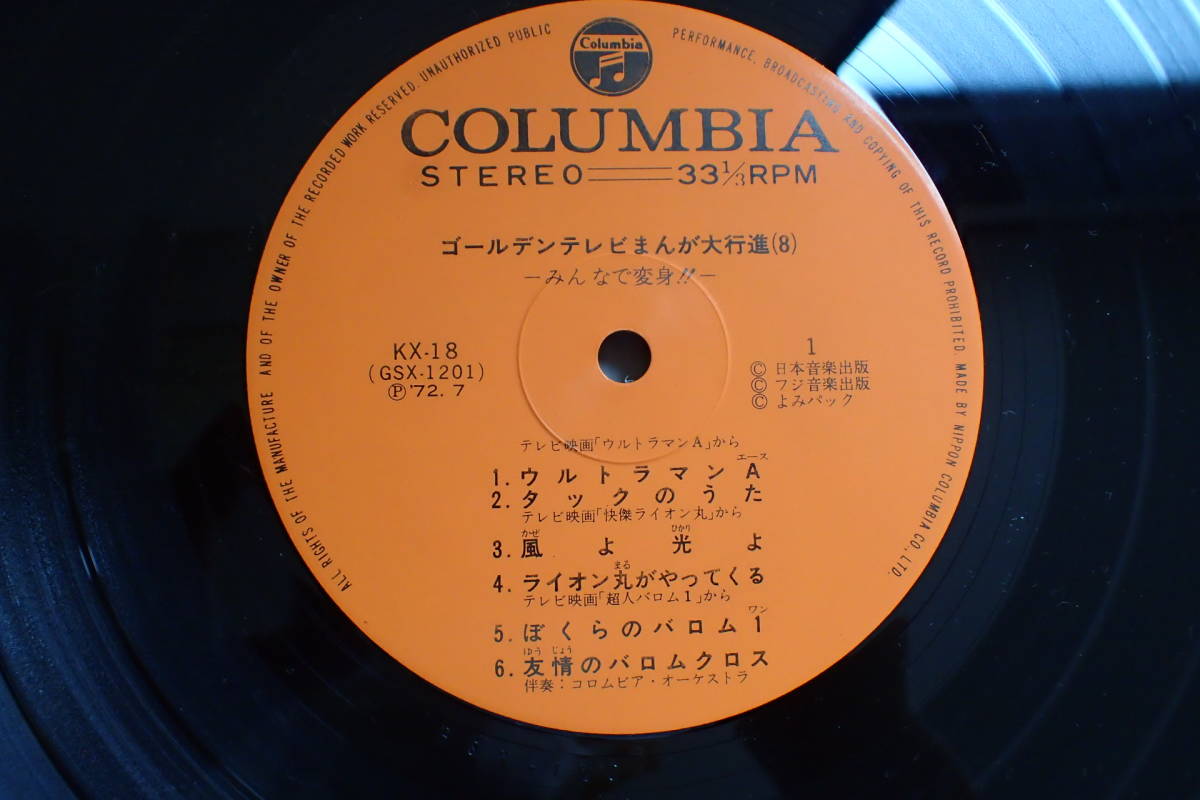 ALL RIGHTS OF THE MANUFACTURE AND OF THE OWNER OF THE RECORDED WORK RESERVED. UNAUTHORIZED PUBLIC PERFORMANCE, BROADCASTING AND COPYING OF THIS RECORD PROHIBITED. MADE BY NIPPON COLUMBIA CO., LTD.
Columbia
COLUMBIA
STEREO 33 1/3 RPM
ゴールデンテレビまんが大行進(8)
－みんなで変身!!－
KX-18
(GSX-1201)
Ⓟ'72. 7
1
Ⓒ 日本音楽出版
Ⓒ フジ音楽出版
Ⓒ よみパック
テレビ映画「ウルトラマンA」から
エース
1. ウルトラマンA
2. タックのうた
テレビ映画「快傑ライオン丸」から
かぜ ひかり
3. 風よ光よ
まる
4. ライオン丸がやってくる
テレビ映画「超人バロム1」から
ワン
5. ぼくらのバロム1
ゆうじょう
6. 友情のバロムクロス
伴奏：コロムビア・オーケストラ